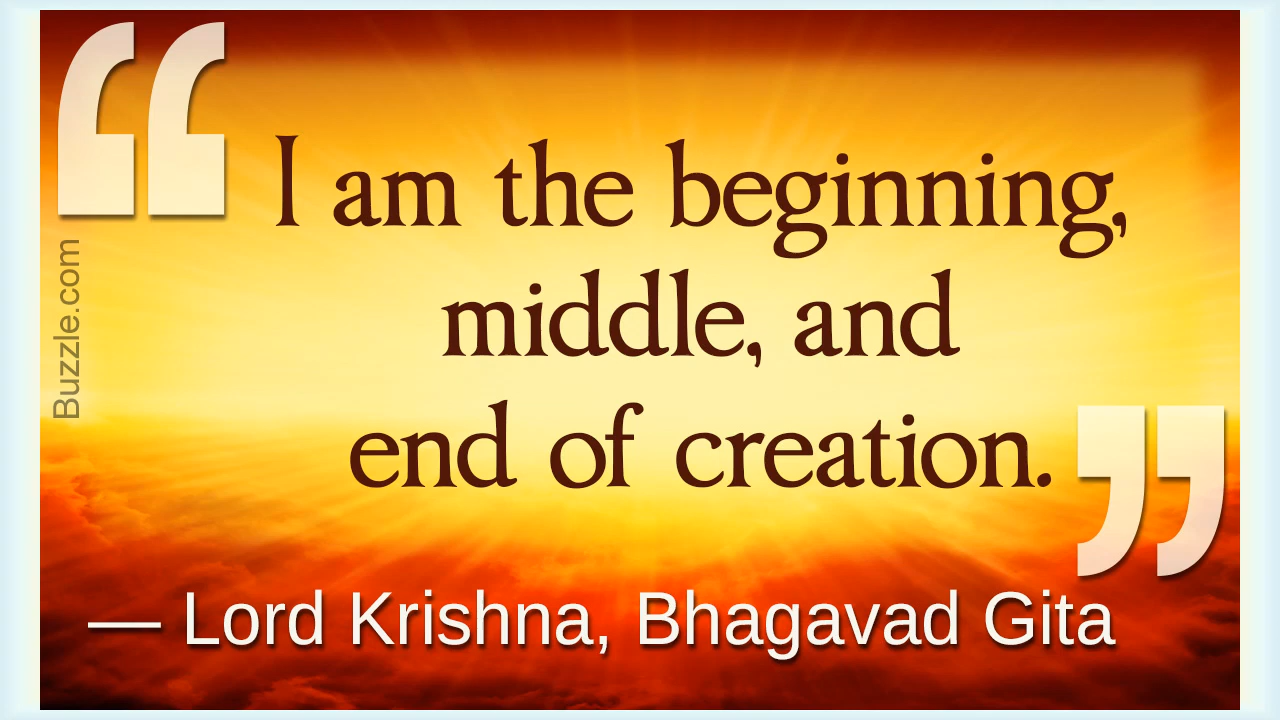 “I am the beginning,
middle, and
end of creation.”
— Lord Krishna, Bhagavad Gita
Buzzle.com